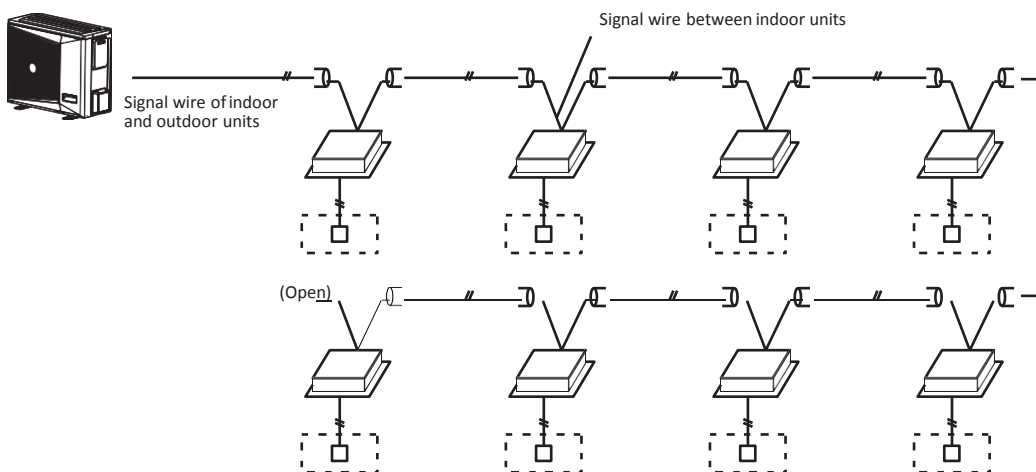 Signal wire between indoor units
Signal wire of indoor
and outdoor units
(Open)